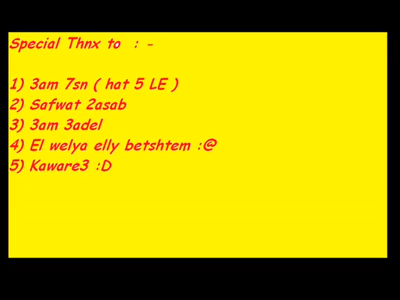 Special Thnx to  : -
1) 3am 7sn ( hat 5 LE )
2) Safwat 2asab
3) 3am 3adel
4) El welya elly betshtem :@
5) Kaware3 :D